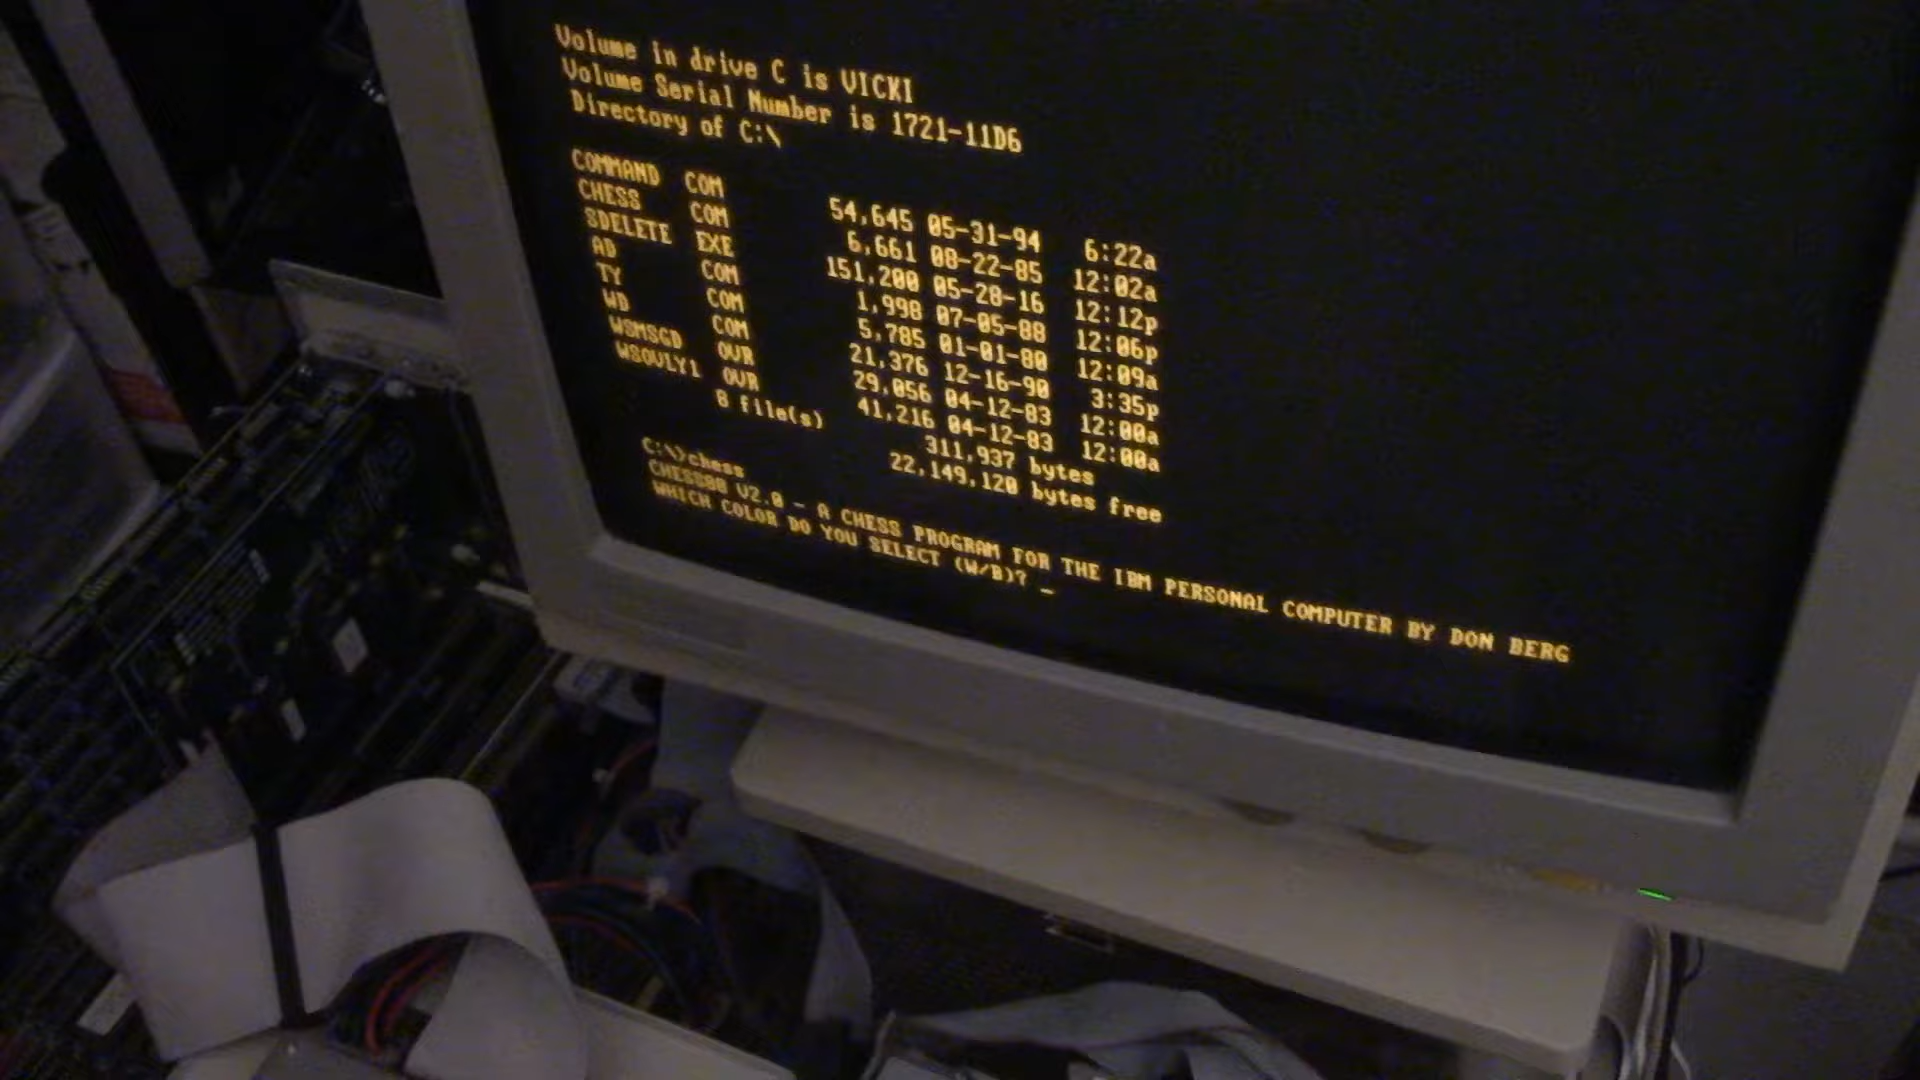 Volume in drive C is VICKI
Volume Serial Number is 1721-11D6
Directory of C:\
COMMAND COM 54,645 05-31-94 6:22a
CHESS COM 6,661 08-22-85 12:02a
SDELETE EXE 151,200 05-28-16 12:12p
AD COM 1,998 07-05-88 12:06p
TY COM 5,785 01-01-80 12:09a
WD COM 21,376 12-16-90 3:35p
WSMSGD OVR 29,056 04-12-83 12:00a
WSOVLY1 OVR 41,216 04-12-83 12:00a
8 file(s) 311,937 bytes
22,149,120 bytes free
C:\>chess
CHESS88 V2.0 - A CHESS PROGRAM FOR THE IBM PERSONAL COMPUTER BY DON BERG
WHICH COLOR DO YOU SELECT (W/B)? _